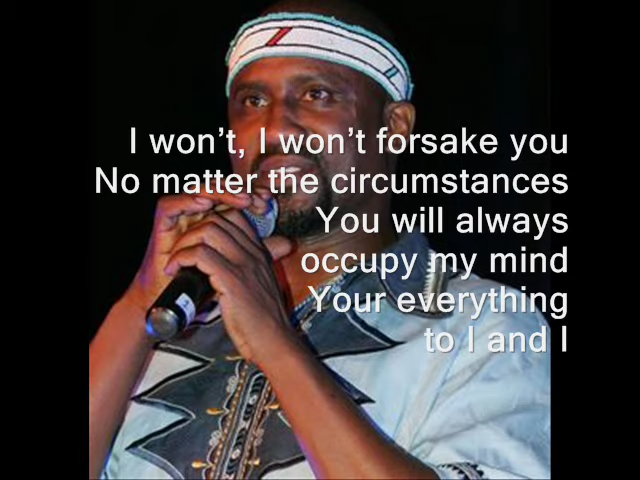 I won't, I won't forsake you
No matter the circumstances
You will always
occupy my mind
Your everything
to I and I